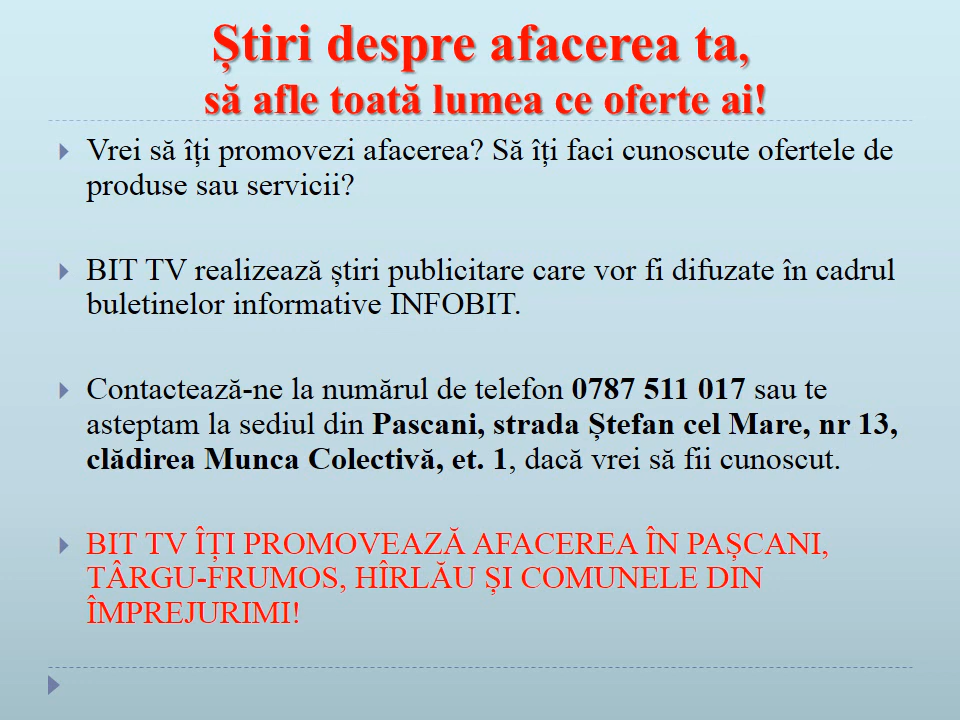 Știri despre afacerea ta,
să afle toată lumea ce oferte ai!
Vrei să îți promovezi afacerea? Să îți faci cunoscute ofertele de
produse sau servicii?
BIT TV realizează știri publicitare care vor fi difuzate în cadrul
buletinelor informative INFOBIT.
Contactează-ne la numărul de telefon 0787 511 017 sau te
asteptam la sediul din Pascani, strada Ștefan cel Mare, nr 13,
clădirea Munca Colectivă, et. 1, dacă vrei să fii cunoscut.
BIT TV ÎȚI PROMOVEAZĂ AFACEREA ÎN PAȘCANI,
TÂRGU-FRUMOS, HÎRLĂU ȘI COMUNELE DIN
ÎMPREJURIMI!